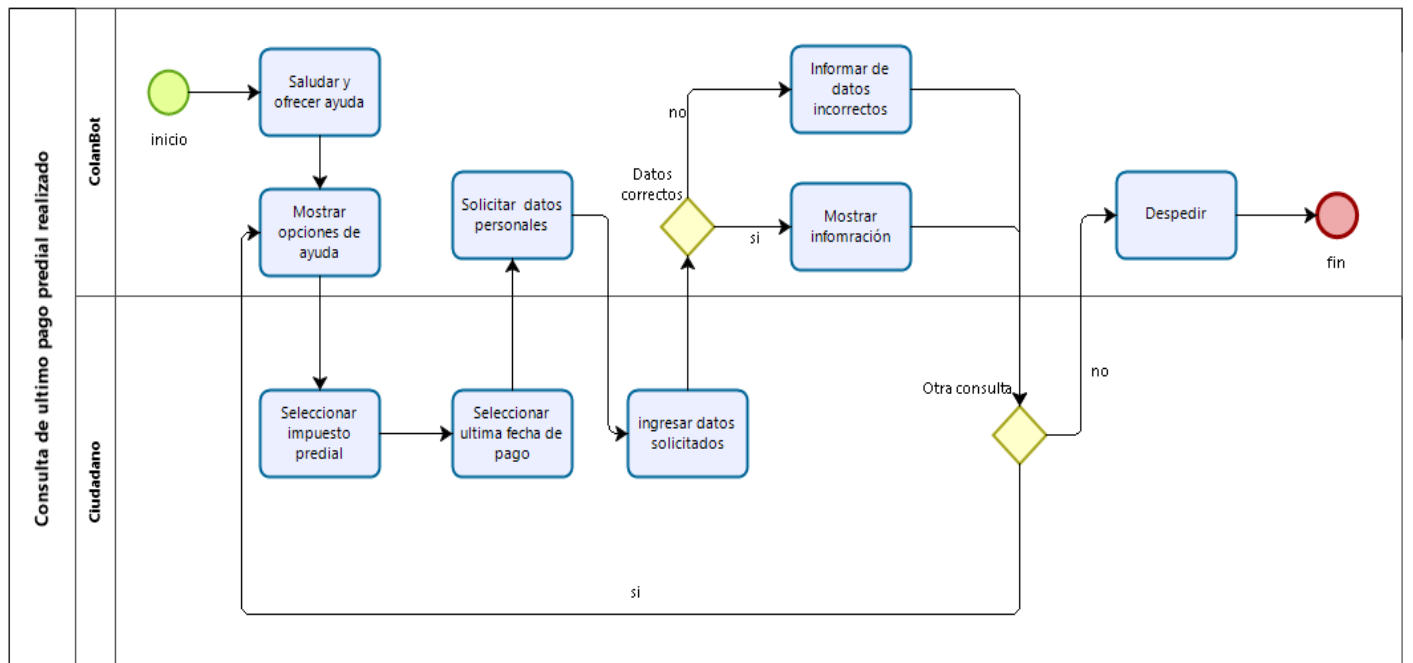 Consulta de ultimo pago predial realizado
ColanBot
inicio
Saludar y
ofrecer ayuda
Mostrar
opciones de
ayuda
Solicitar datos
personales
Datos
correctos
no
si
Informar de
datos
incorrectos
Mostrar
infomración
Despedir
fin
Ciudadano
Seleccionar
impuesto
predial
Seleccionar
ultima fecha de
pago
ingresar datos
solicitados
Otra consulta
no
si